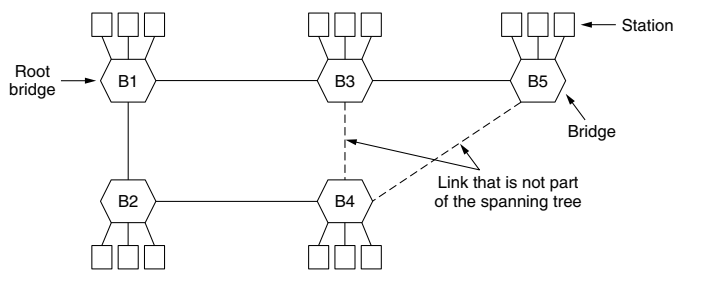 Station
Root
bridge
B1
B3
B5
Bridge
Link that is not part
of the spanning tree
B2
B4